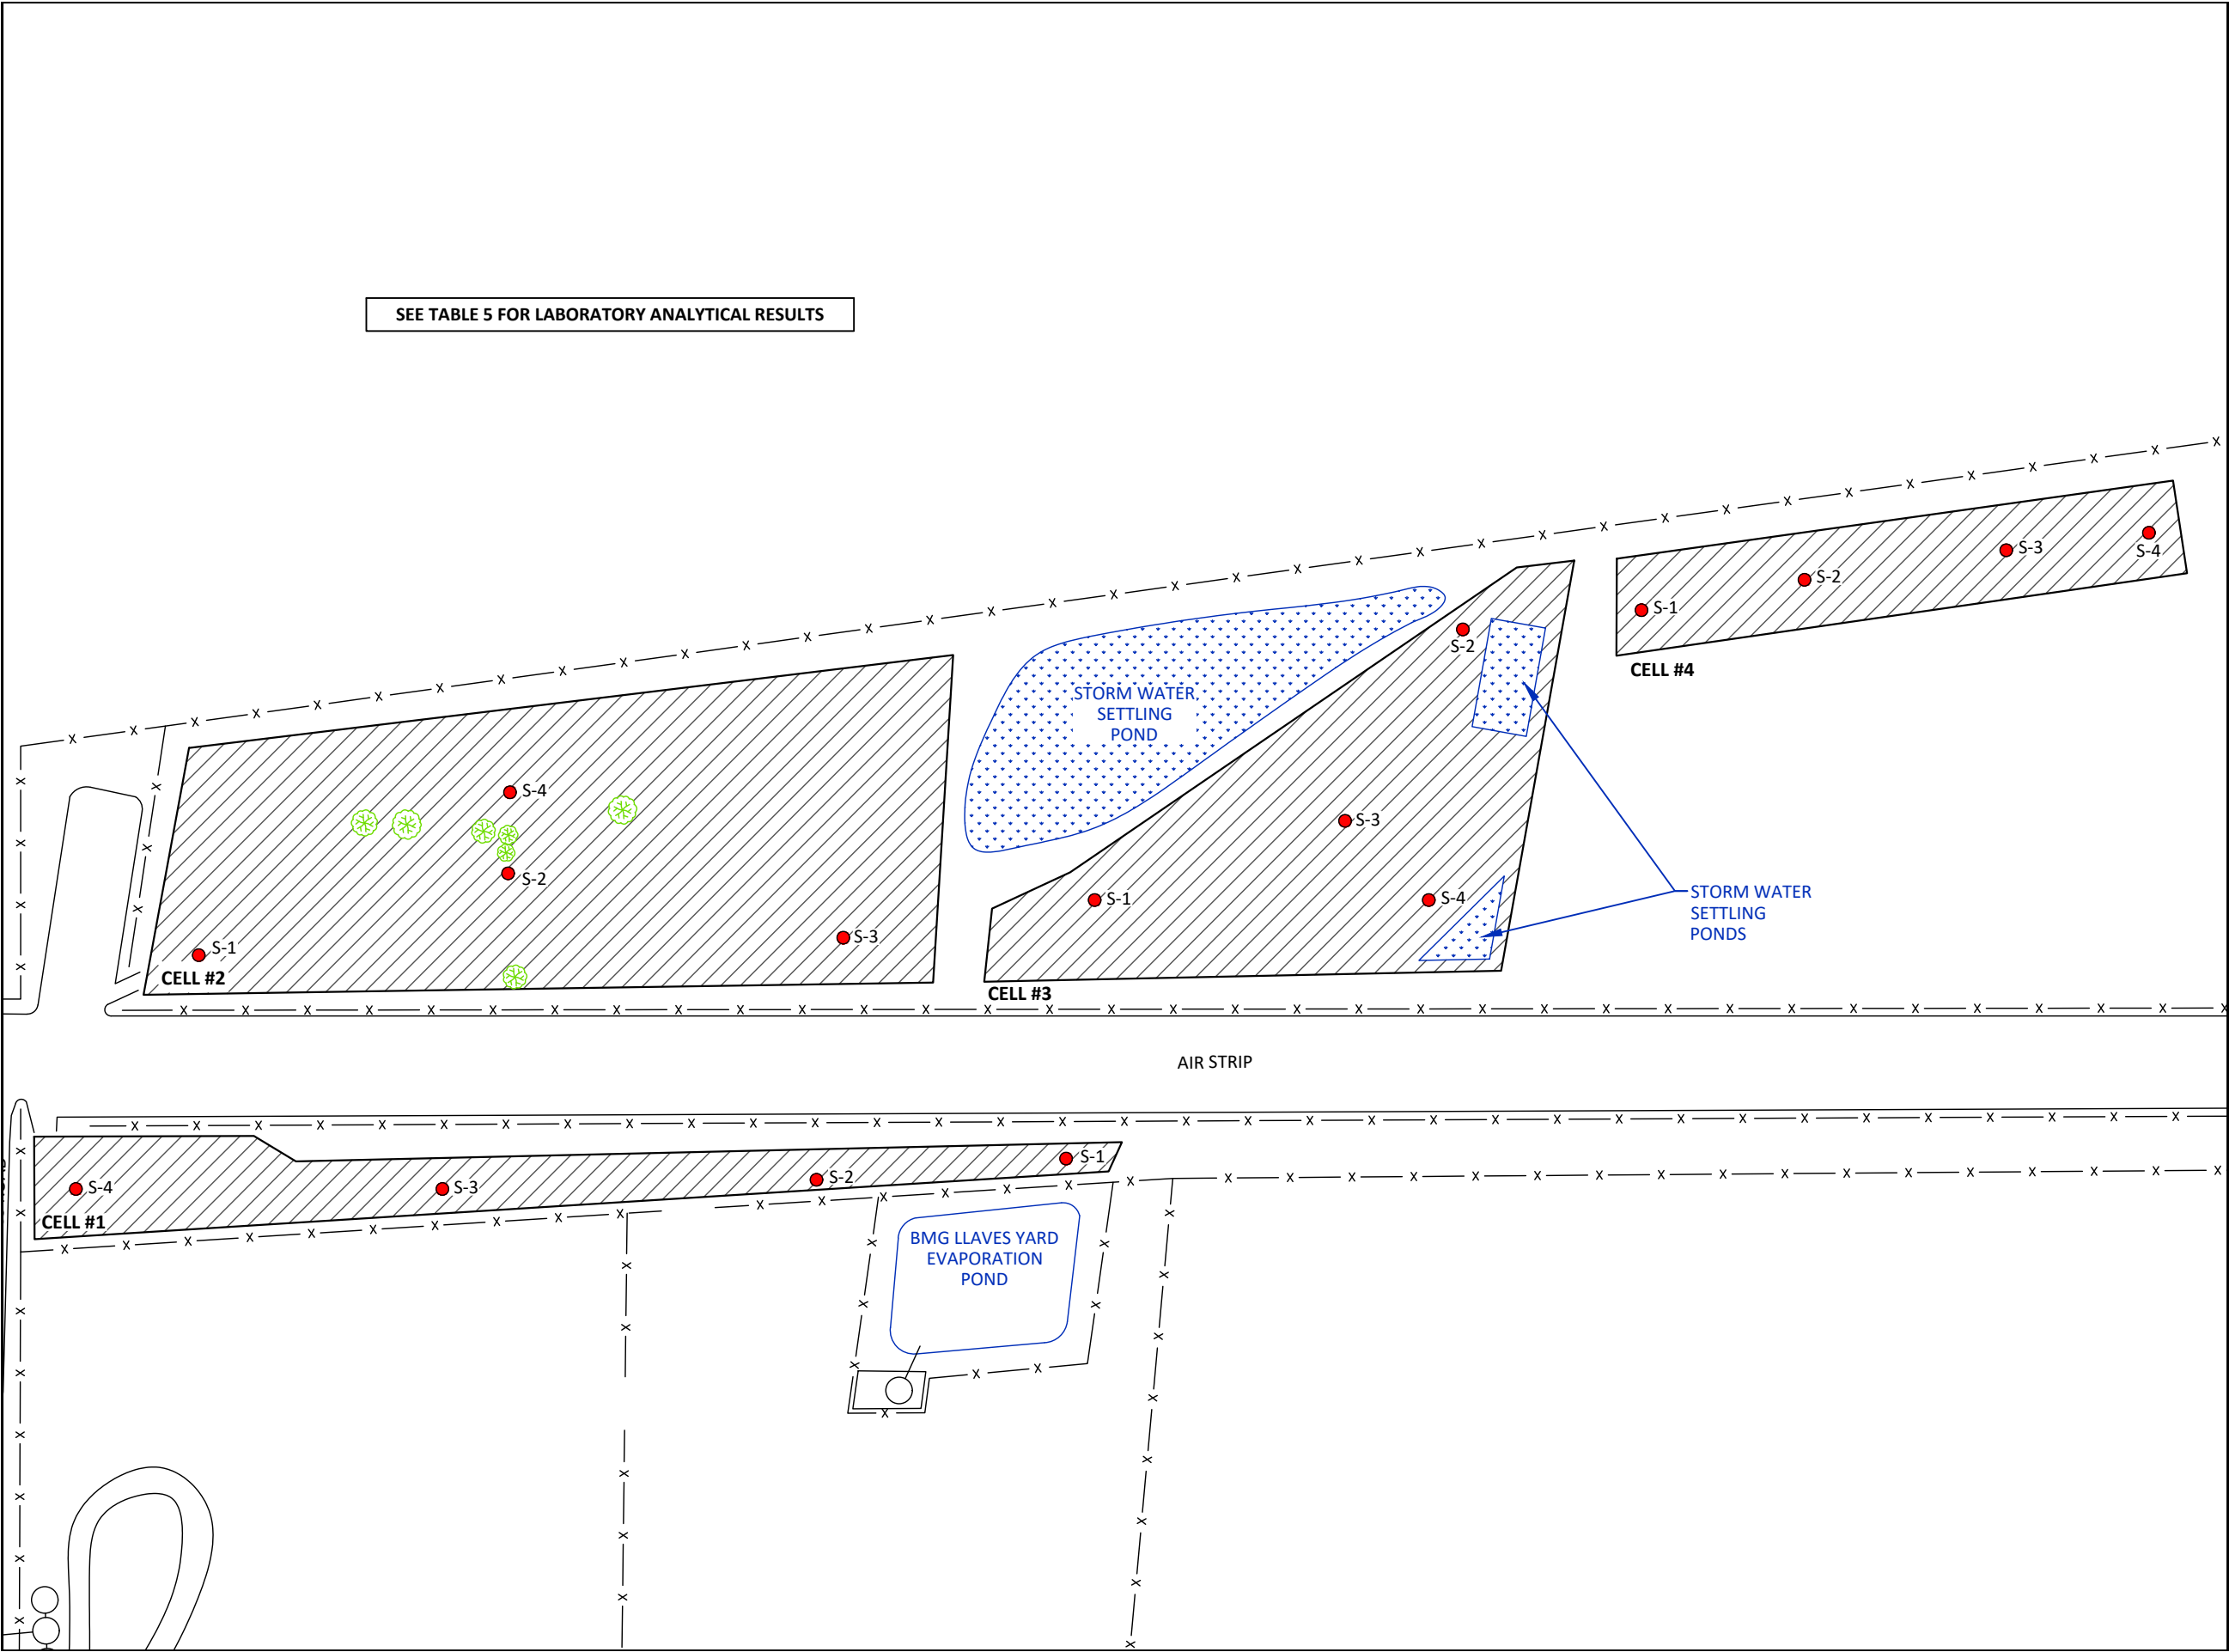 SEE TABLE 5 FOR LABORATORY ANALYTICAL RESULTS
S-3
S-4
S-2
S-1
CELL #4
S-2
STORM WATER
SETTLING
POND
S-4
S-3
S-2
S-1
S-4
STORM WATER
SETTLING
PONDS
S-3
S-1
CELL #2
CELL #3
AIR STRIP
S-1
S-2
S-4
S-3
CELL #1
BMG LLAVES YARD
EVAPORATION
POND